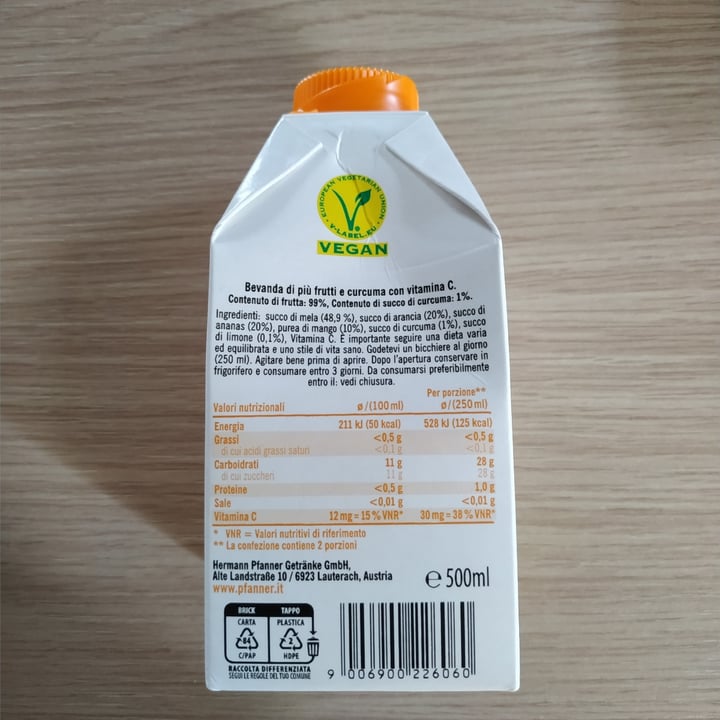 EUROPEAN VEGETARIAN UNION
V-LABEL.EU
VEGAN
Bevanda di più frutti e curcuma con vitamina C.
Contenuto di frutta: 99%, Contenuto di succo di curcuma: 1%.
Ingredienti: succo di mela (48,9 %), succo di arancia (20%), succo di
ananas (20%), purea di mango (10%), succo di curcuma (1%), succo
di limone (0,1%), Vitamina C. È importante seguire una dieta varia
ed equilibrata e uno stile di vita sano. Godetevi un bicchiere al giorno
(250 ml). Agitare bene prima di aprire. Dopo l'apertura conservare in
frigorifero e consumare entro 3 giorni. Da consumarsi preferibilmente
entro il: vedi chiusura.
Per porzione**
Valori nutrizionali ø/(100 ml) ø/(250 ml)
Energia 211 kJ (50 kcal) 528 kJ (125 kcal)
Grassi <0,5 g <0,5 g
di cui acidi grassi saturi <0,1 g <0,1 g
Carboidrati 11 g 28 g
di cui zuccheri 11 g 28 g
Proteine <0,5 g 1,0 g
Sale <0,01 g <0,01 g
Vitamina C 12 mg = 15 % VNR* 30 mg = 38 % VNR*
* VNR = Valori nutritivi di riferimento
** La confezione contiene 2 porzioni
Hermann Pfanner Getränke GmbH,
Alte Landstraße 10 / 6923 Lauterach, Austria
www.pfanner.it
e 500ml
BRICK TAPPO
CARTA PLASTICA
84 2
C/PAP HDPE
RACCOLTA DIFFERENZIATA
SEGUI LE REGOLE DEL TUO COMUNE
9 006900 226060